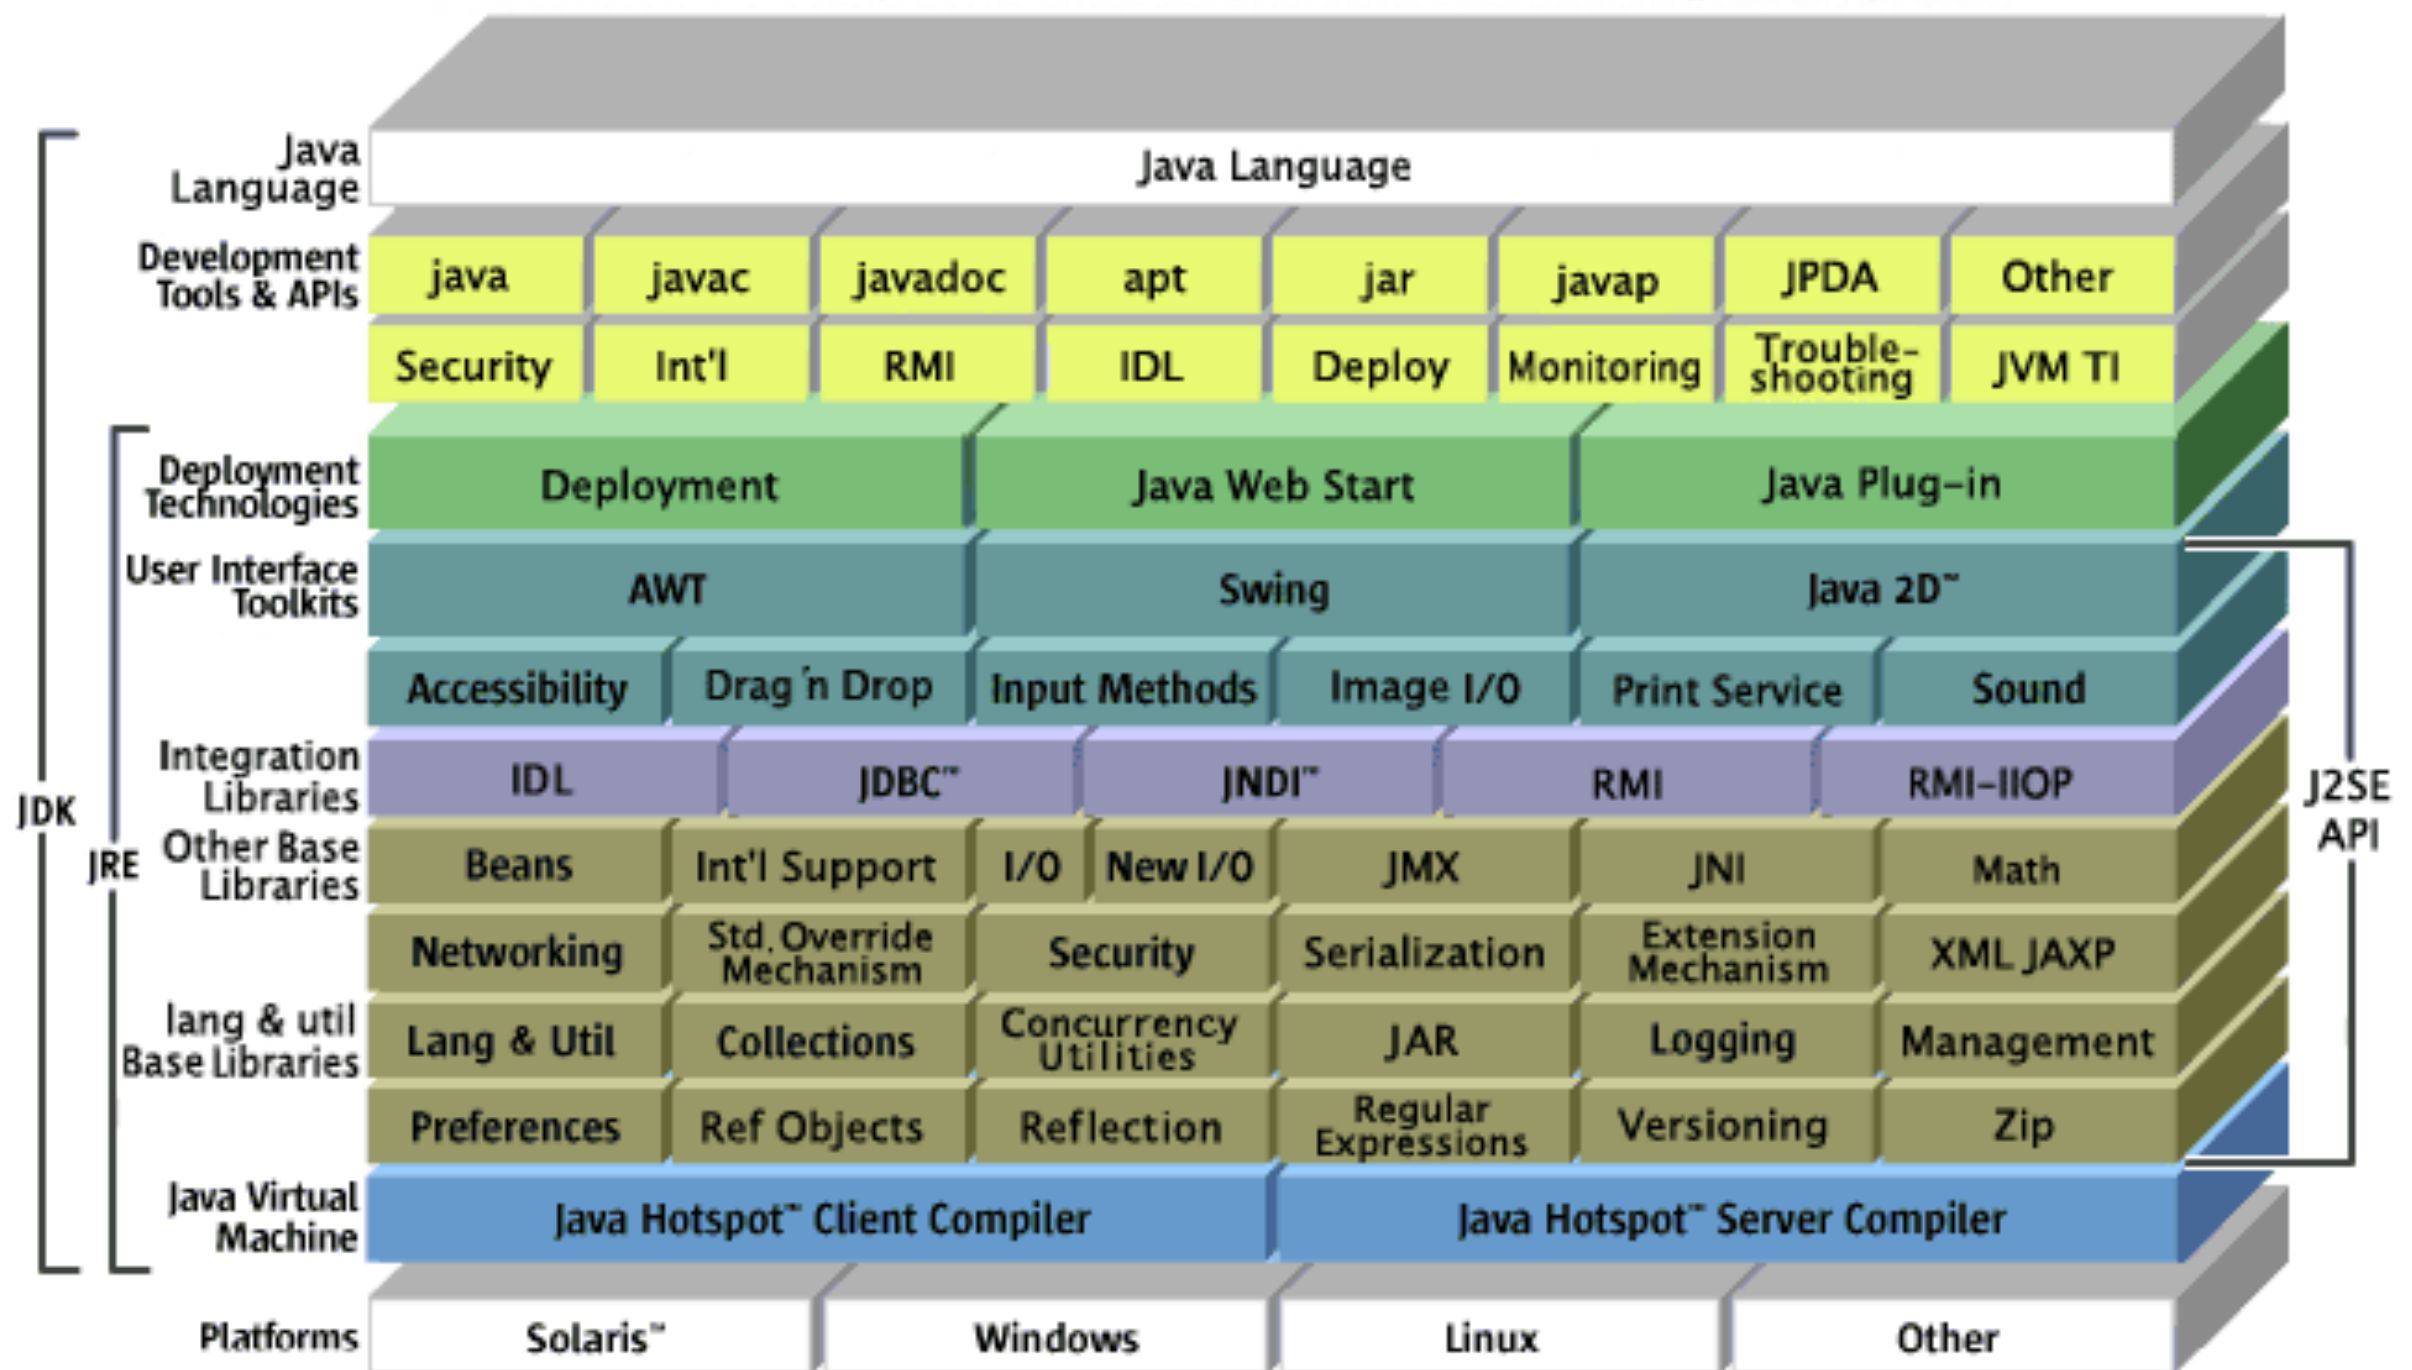 Java
Language
Java Language
Development
Tools & APIs
java
javac
javadoc
apt
jar
javap
JPDA
Other
Security
Int'l
RMI
IDL
Deploy
Monitoring
Trouble-
shooting
JVM TI
Deployment
Technologies
Deployment
Java Web Start
Java Plug-in
User Interface
Toolkits
AWT
Swing
Java 2D™
Accessibility
Drag 'n Drop
Input Methods
Image I/O
Print Service
Sound
Integration
Libraries
IDL
JDBC™
JNDI™
RMI
RMI-IIOP
JDK
JRE
J2SE
API
Other Base
Libraries
Beans
Int'l Support
I/O
New I/O
JMX
JNI
Math
Networking
Std. Override
Mechanism
Security
Serialization
Extension
Mechanism
XML JAXP
lang & util
Base Libraries
Lang & Util
Collections
Concurrency
Utilities
JAR
Logging
Management
Preferences
Ref Objects
Reflection
Regular
Expressions
Versioning
Zip
Java Virtual
Machine
Java Hotspot™ Client Compiler
Java Hotspot™ Server Compiler
Platforms
Solaris™
Windows
Linux
Other